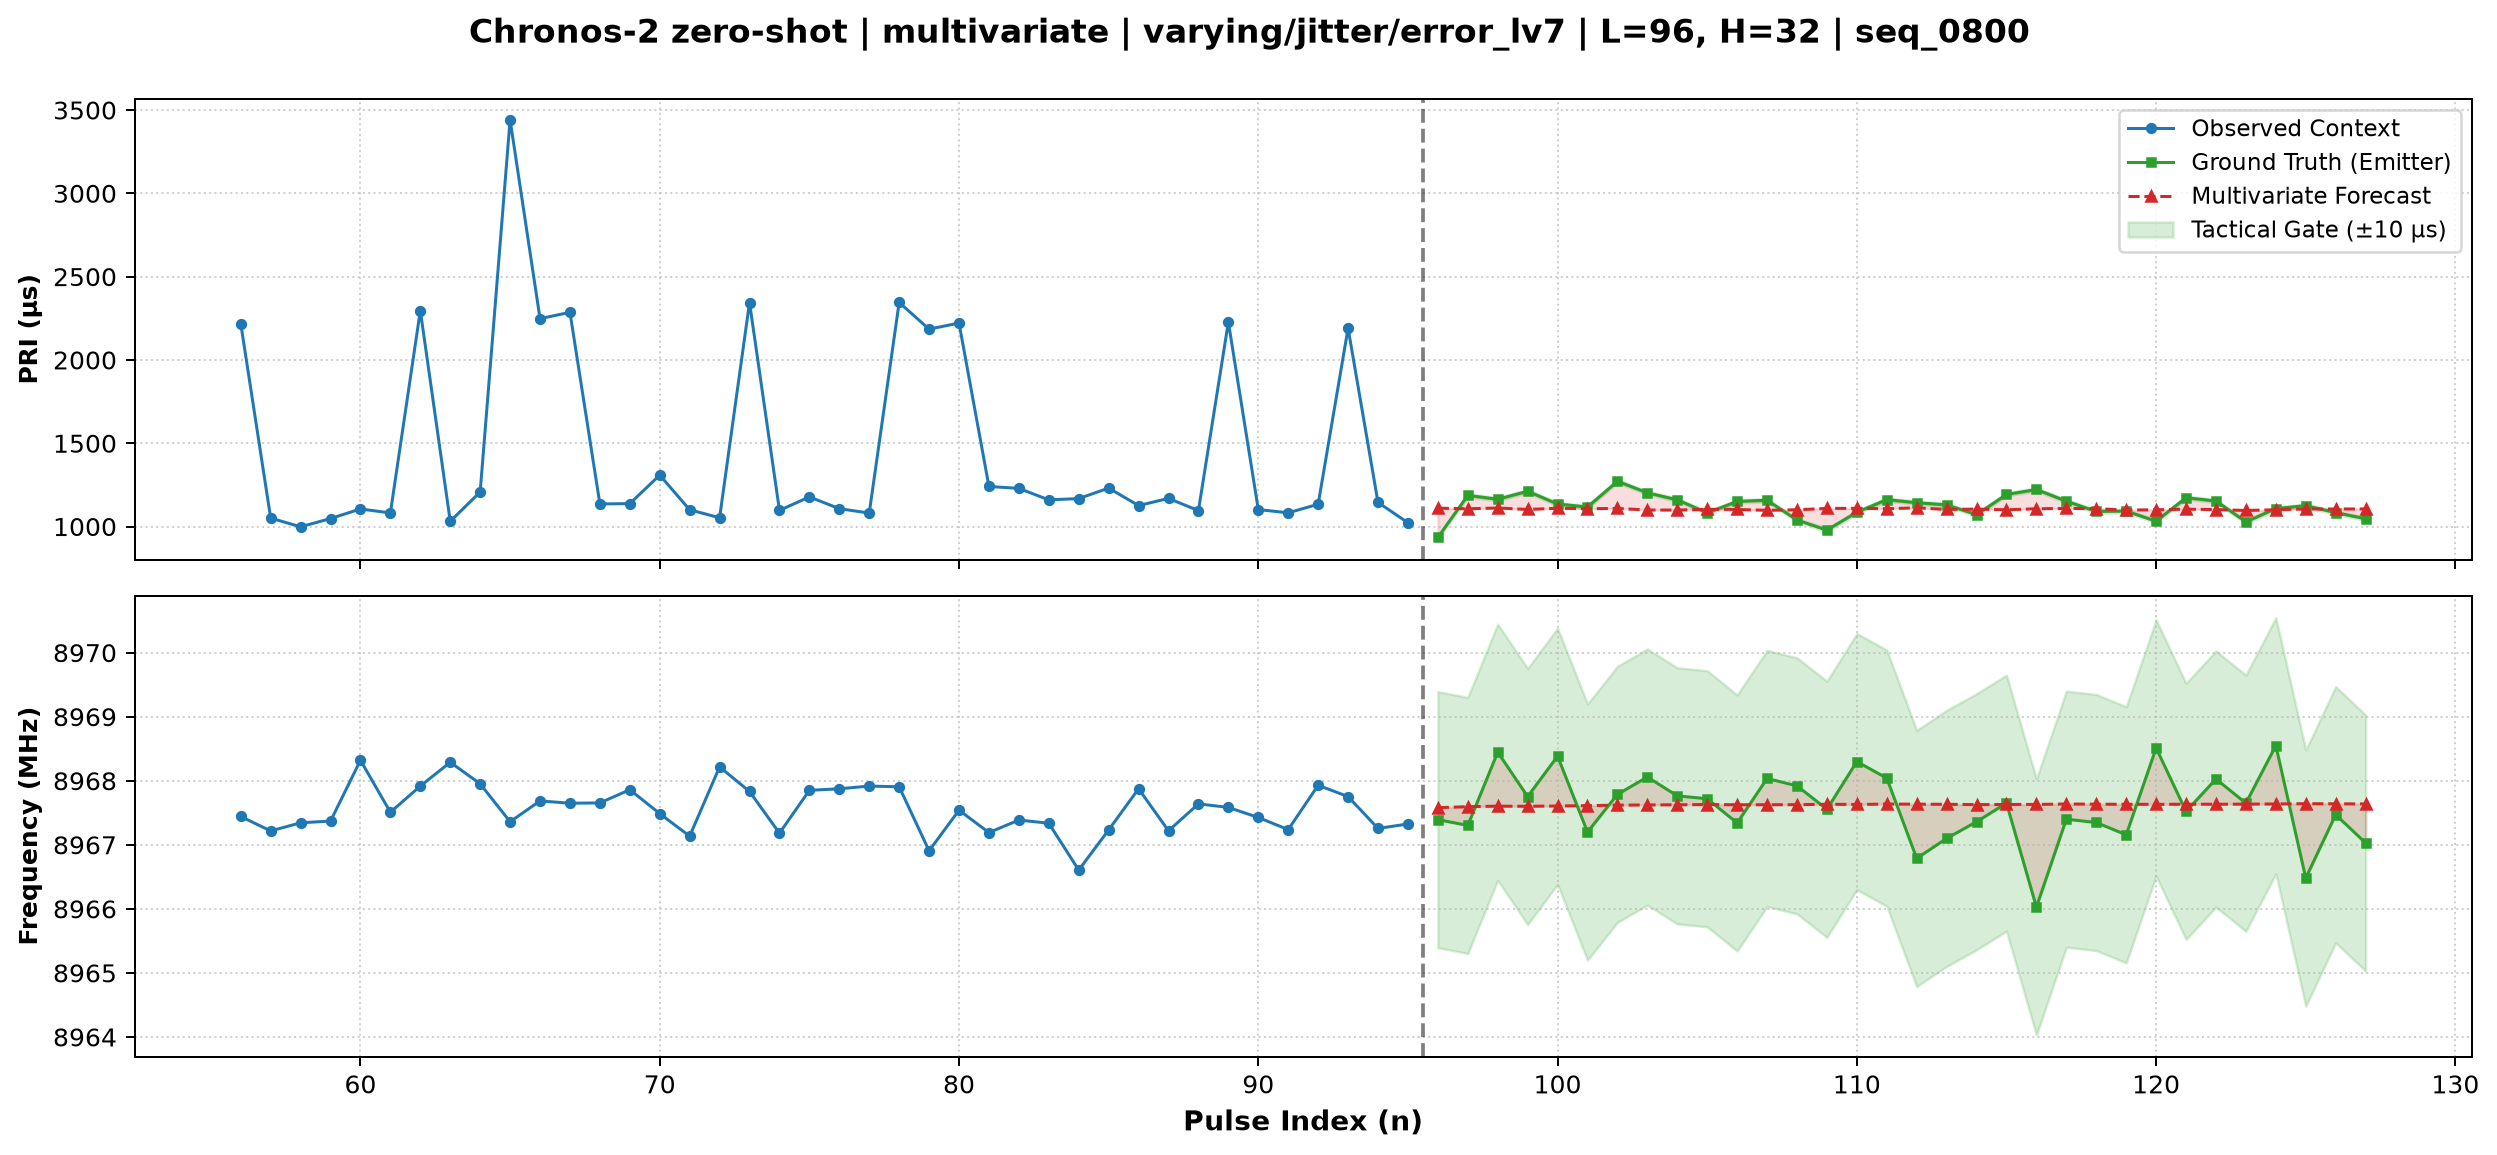 Chronos-2 zero-shot | multivariate | varying/jitter/error_lv7 | L=96, H=32 | seq_0800
3500
3000
2500
2000
1500
1000
PRI (µs)
Observed Context
Ground Truth (Emitter)
Multivariate Forecast
Tactical Gate (±10 µs)
8970
8969
8968
8967
8966
8965
8964
Frequency (MHz)
60 70 80 90 100 110 120 130
Pulse Index (n)